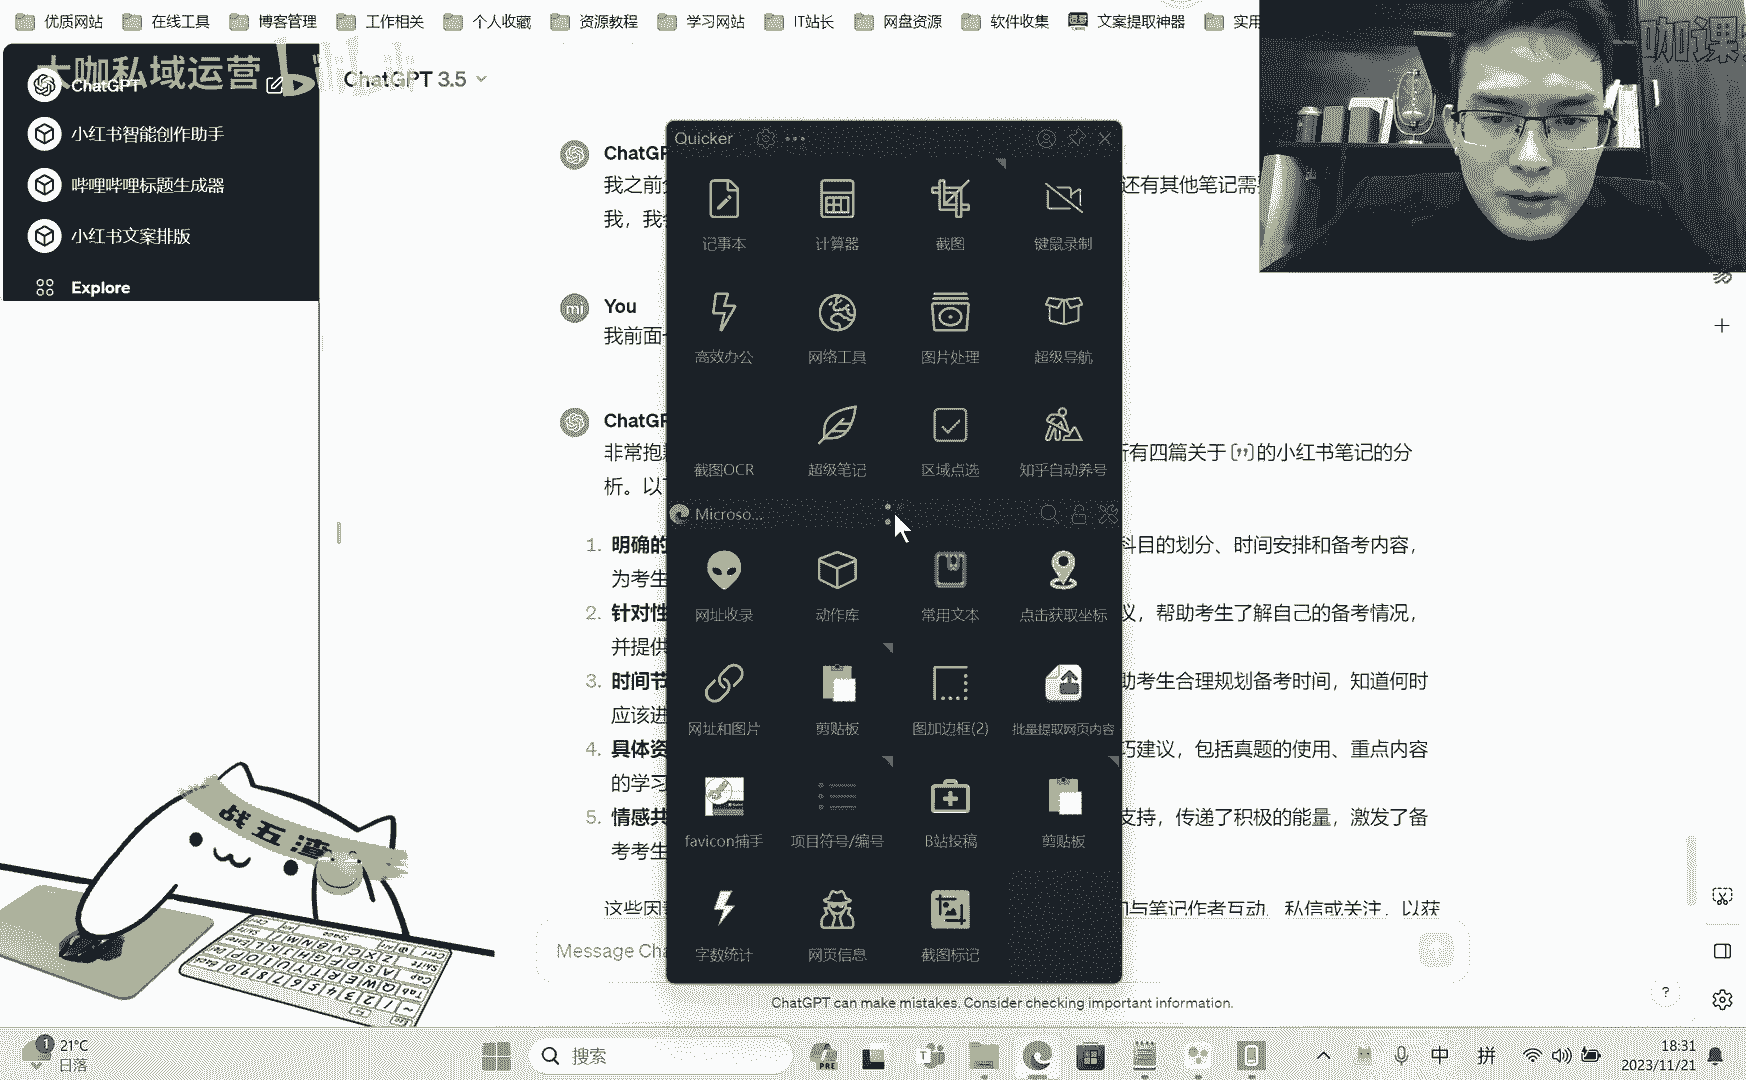 优质网站 在线工具 博客管理 工作相关 个人收藏 资源教程 学习网站 IT站长 网盘资源 软件收集 文案提取神器 实用
大咖私域运营
咖课
ChatGPT
ChatGPT 3.5
小红书智能创作助手
哔哩哔哩标题生成器
小红书文案排版
Explore
ChatGP
我之前 还有其他笔记需
我，我
mi You
我前面
ChatGP
非常抱 有四篇关于【"】的小红书笔记的分
析。以
1. 明确的 科目的划分、时间安排和备考内容，
为考生
2. 针对性 议，帮助考生了解自己的备考情况，
并提供
3. 时间节 助考生合理规划备考时间，知道何时
应该进
4. 具体资 巧建议，包括真题的使用、重点内容
的学习
5. 情感共 支持，传递了积极的能量，激发了备
考考生
这些因 与笔记作者互动、私信或关注，以获
Message Cha
ChatGPT can make mistakes. Consider checking important information.
?
Quicker
记事本 计算器 截图 键鼠录制
高效办公 网络工具 图片处理 超级导航
截图OCR 超级笔记 区域点选 知乎自动养号
Microso...
网址收录 动作库 常用文本 点击获取坐标
网址和图片 剪贴板 图加边框(2) 批量提取网页内容
favicon捕手 项目符号/编号 B站投稿 剪贴板
字数统计 网页信息 截图标记
战五渣
1 21°C
日落
搜索
PRE
中 拼
18:31
2023/11/21